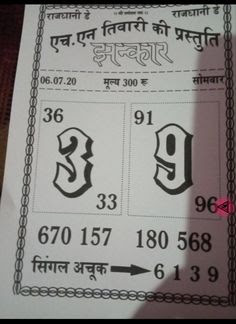 राजधानी डे राजधानी डे
एच.एन तिवारी की प्रस्तुति
झन्कार
06.07.20 मूल्य 300 रू सोमवार
36 91
3 9
33 96
670 157 180 568
सिंगल अचूक 6 1 3 9